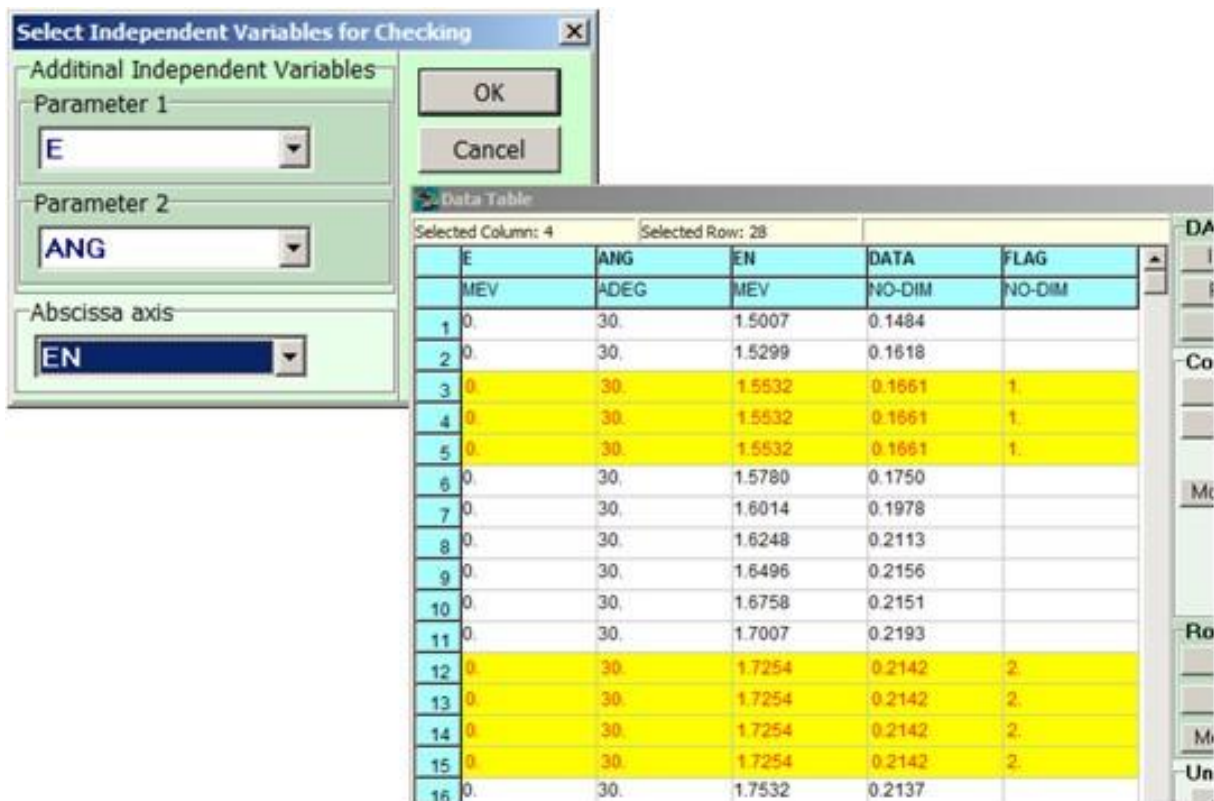 Select Independent Variables for Checking
Additinal Independent Variables
Parameter 1
E
Parameter 2
ANG
Abscissa axis
EN
OK
Cancel
Data Table
Selected Column: 4 Selected Row: 28
E ANG EN DATA FLAG
MEV ADEG MEV NO-DIM NO-DIM
1 0. 30. 1.5007 0.1484
2 0. 30. 1.5299 0.1618
3 0. 30. 1.5532 0.1661 1.
4 0. 30. 1.5532 0.1661 1.
5 0. 30. 1.5532 0.1661 1.
6 0. 30. 1.5780 0.1750
7 0. 30. 1.6014 0.1978
8 0. 30. 1.6248 0.2113
9 0. 30. 1.6496 0.2156
10 0. 30. 1.6758 0.2151
11 0. 30. 1.7007 0.2193
12 0. 30. 1.7254 0.2142 2.
13 0. 30. 1.7254 0.2142 2.
14 0. 30. 1.7254 0.2142 2.
15 0. 30. 1.7254 0.2142 2.
16 0. 30. 1.7532 0.2137
DA
Co
Ro
Un